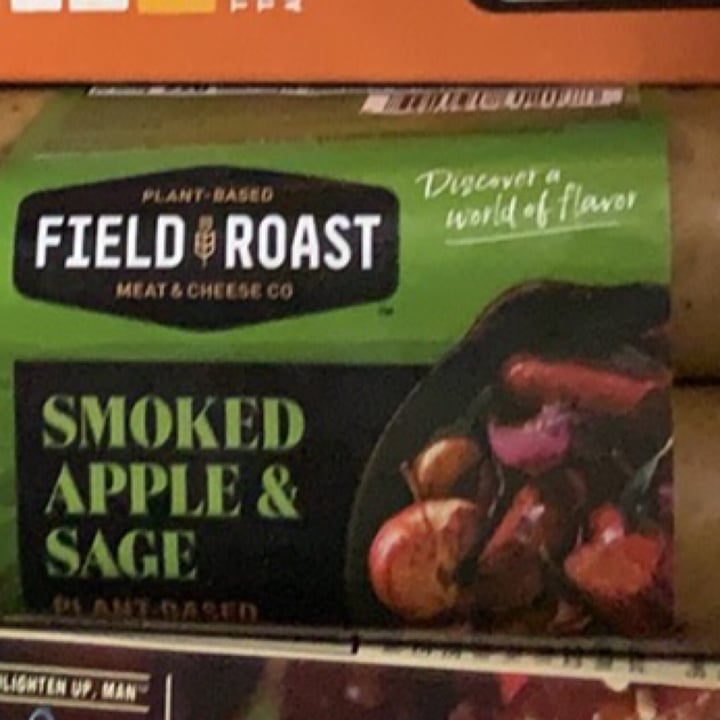 PLANT-BASED
FIELD ROAST
MEAT & CHEESE CO
TM
Discover a
world of flavor
SMOKED
APPLE &
SAGE
PLANT-BASED
LIGHTEN UP, MAN